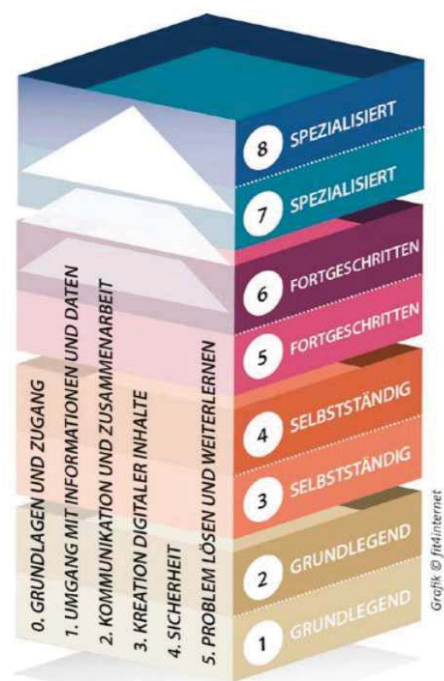 8 SPEZIALISIERT
7 SPEZIALISIERT
6 FORTGESCHRITTEN
5 FORTGESCHRITTEN
4 SELBSTSTÄNDIG
3 SELBSTSTÄNDIG
2 GRUNDLEGEND
1 GRUNDLEGEND
0. GRUNDLAGEN UND ZUGANG
1. UMGANG MIT INFORMATIONEN UND DATEN
2. KOMMUNIKATION UND ZUSAMMENARBEIT
3. KREATION DIGITALER INHALTE
4. SICHERHEIT
5. PROBLEM LÖSEN UND WEITERLERNEN
Grafik © fit4internet